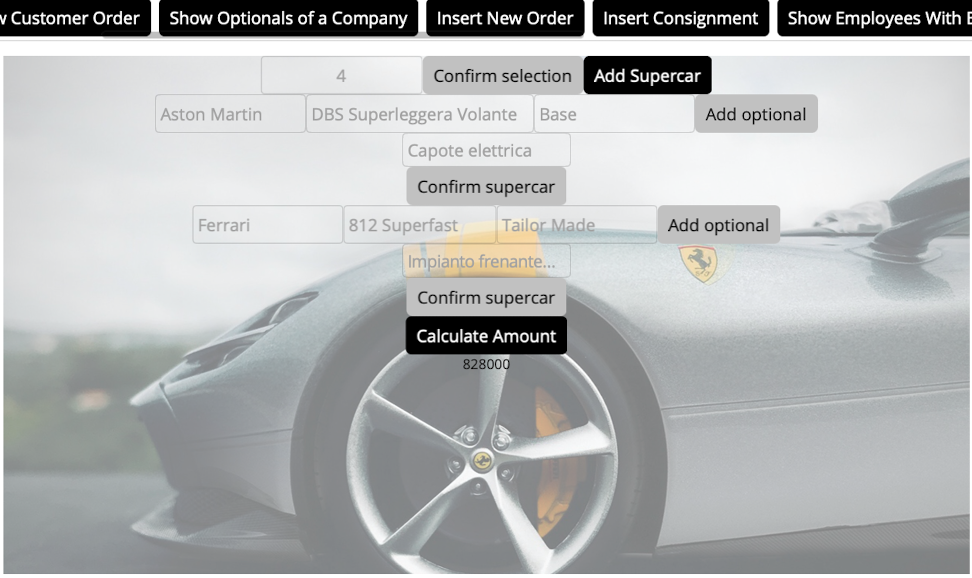 w Customer Order Show Optionals of a Company Insert New Order Insert Consignment Show Employees With
4 Confirm selection Add Supercar
Aston Martin DBS Superleggera Volante Base Add optional
Capote elettrica
Confirm supercar
Ferrari 812 Superfast Tailor Made Add optional
Impianto frenante...
Confirm supercar
Calculate Amount
828000